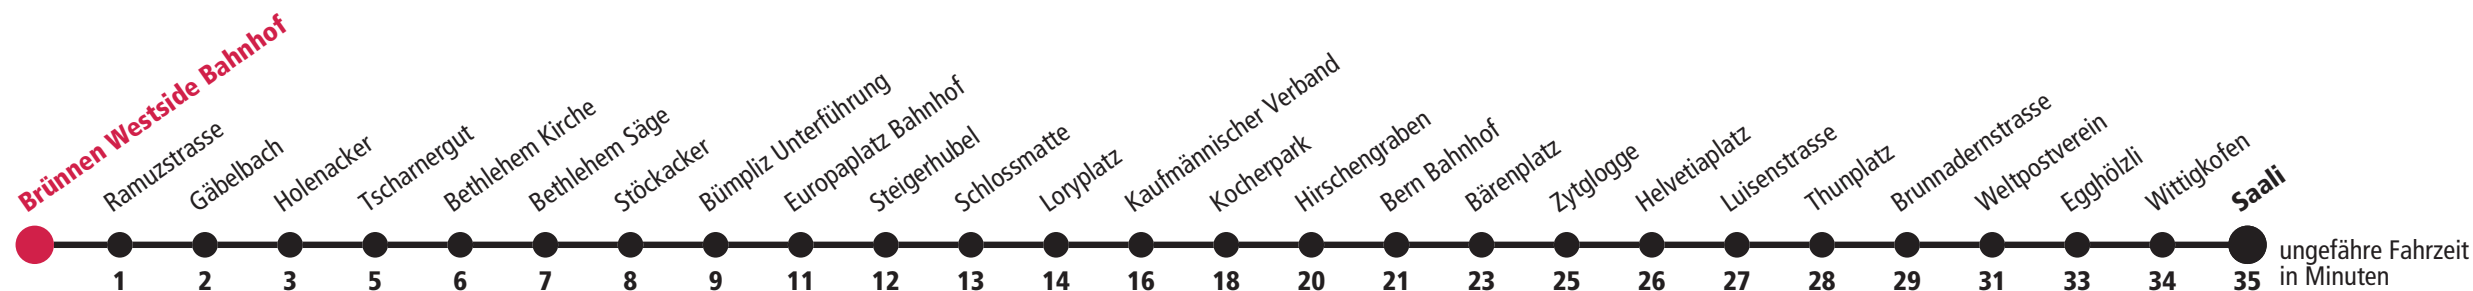 Brünnen Westside Bahnhof
Ramuzstrasse
Gäbelbach
Holenacker
Tscharnergut
Bethlehem Kirche
Bethlehem Säge
Stöckacker
Bümpliz Unterführung
Europaplatz Bahnhof
Steigerhubel
Schlossmatte
Loryplatz
Kaufmännischer Verband
Kocherpark
Hirschengraben
Bern Bahnhof
Bärenplatz
Zytglogge
Helvetiaplatz
Luisenstrasse
Thunplatz
Brunnadernstrasse
Weltpostverein
Egghölzli
Wittigkofen
Saali
1 2 3 5 6 7 8 9 11 12 13 14 16 18 20 21 23 25 26 27 28 29 31 33 34 35
ungefähre Fahrzeit
in Minuten